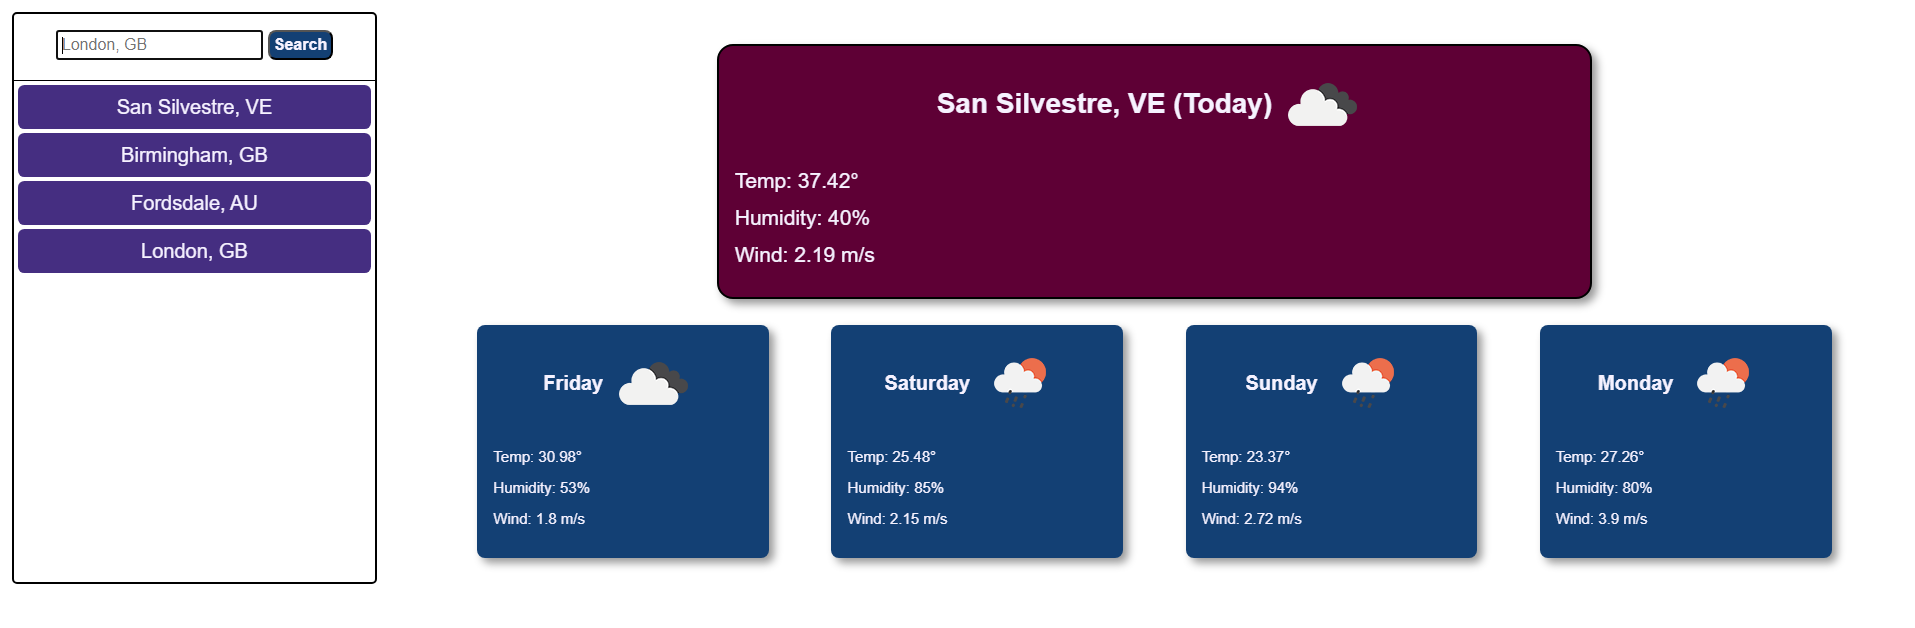 London, GB
Search
San Silvestre, VE
Birmingham, GB
Fordsdale, AU
London, GB
San Silvestre, VE (Today)
Temp: 37.42°
Humidity: 40%
Wind: 2.19 m/s
Friday
Temp: 30.98°
Humidity: 53%
Wind: 1.8 m/s
Saturday
Temp: 25.48°
Humidity: 85%
Wind: 2.15 m/s
Sunday
Temp: 23.37°
Humidity: 94%
Wind: 2.72 m/s
Monday
Temp: 27.26°
Humidity: 80%
Wind: 3.9 m/s